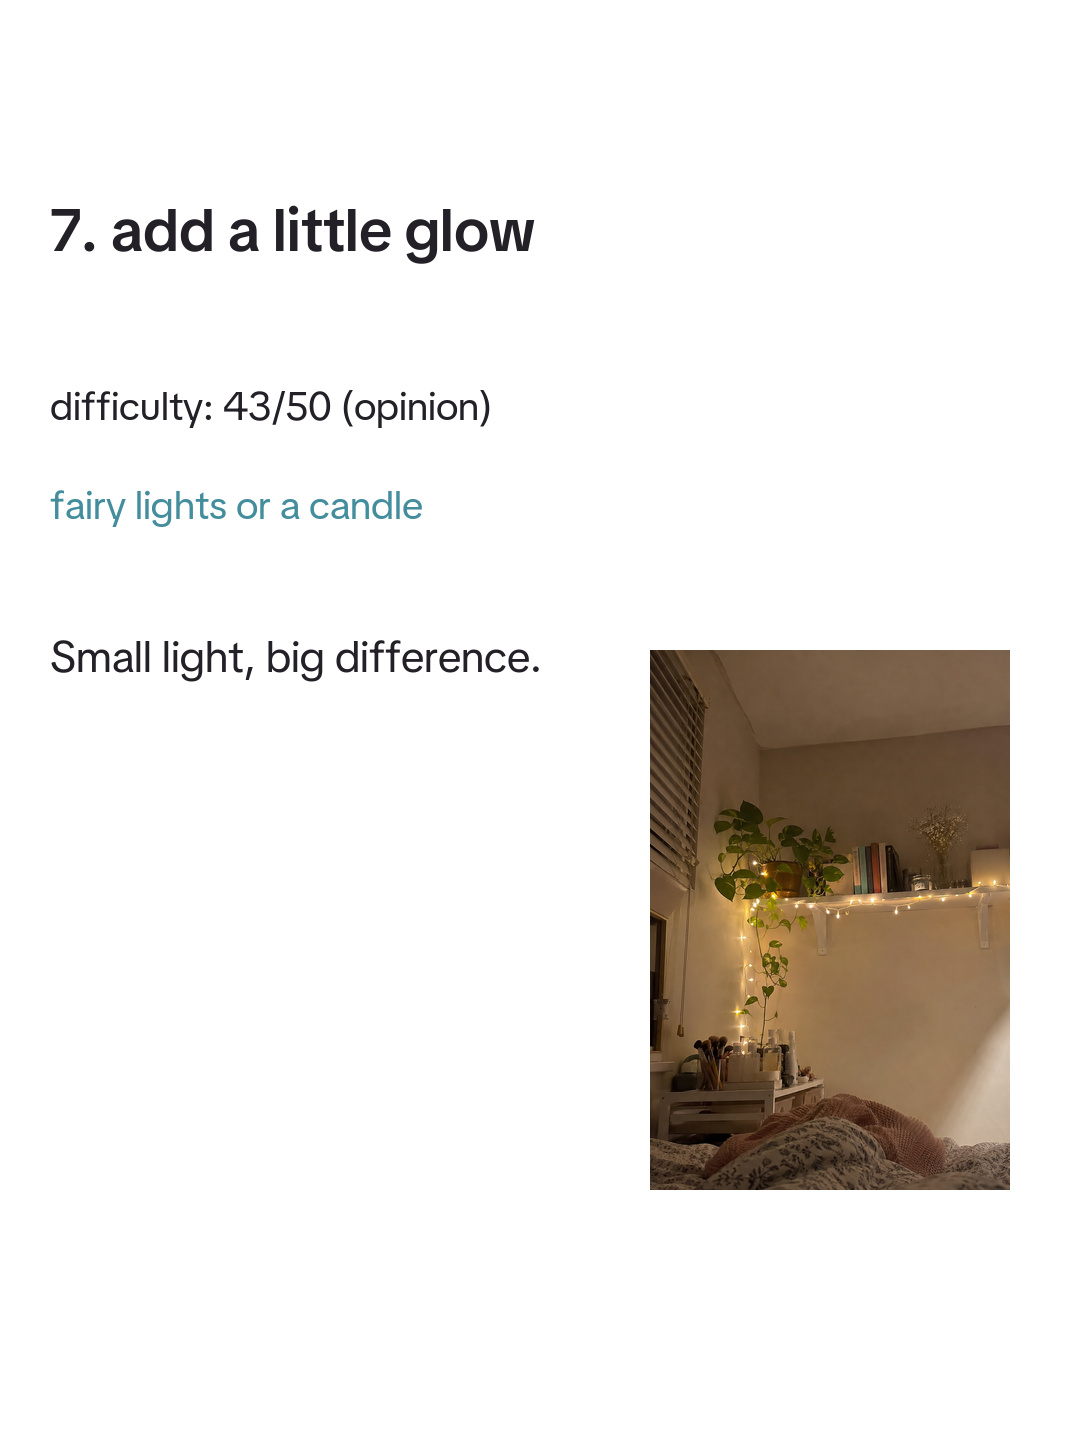 7. add a little glow
difficulty: 43/50 (opinion)
fairy lights or a candle
Small light, big difference.